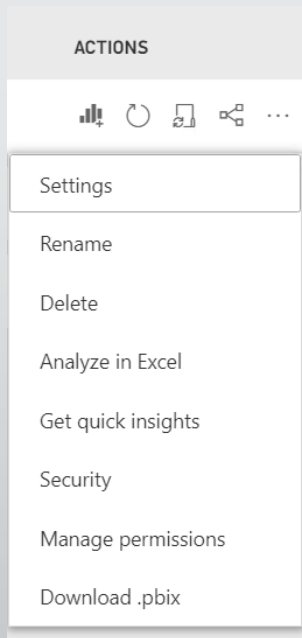 ACTIONS
Settings
Rename
Delete
Analyze in Excel
Get quick insights
Security
Manage permissions
Download .pbix